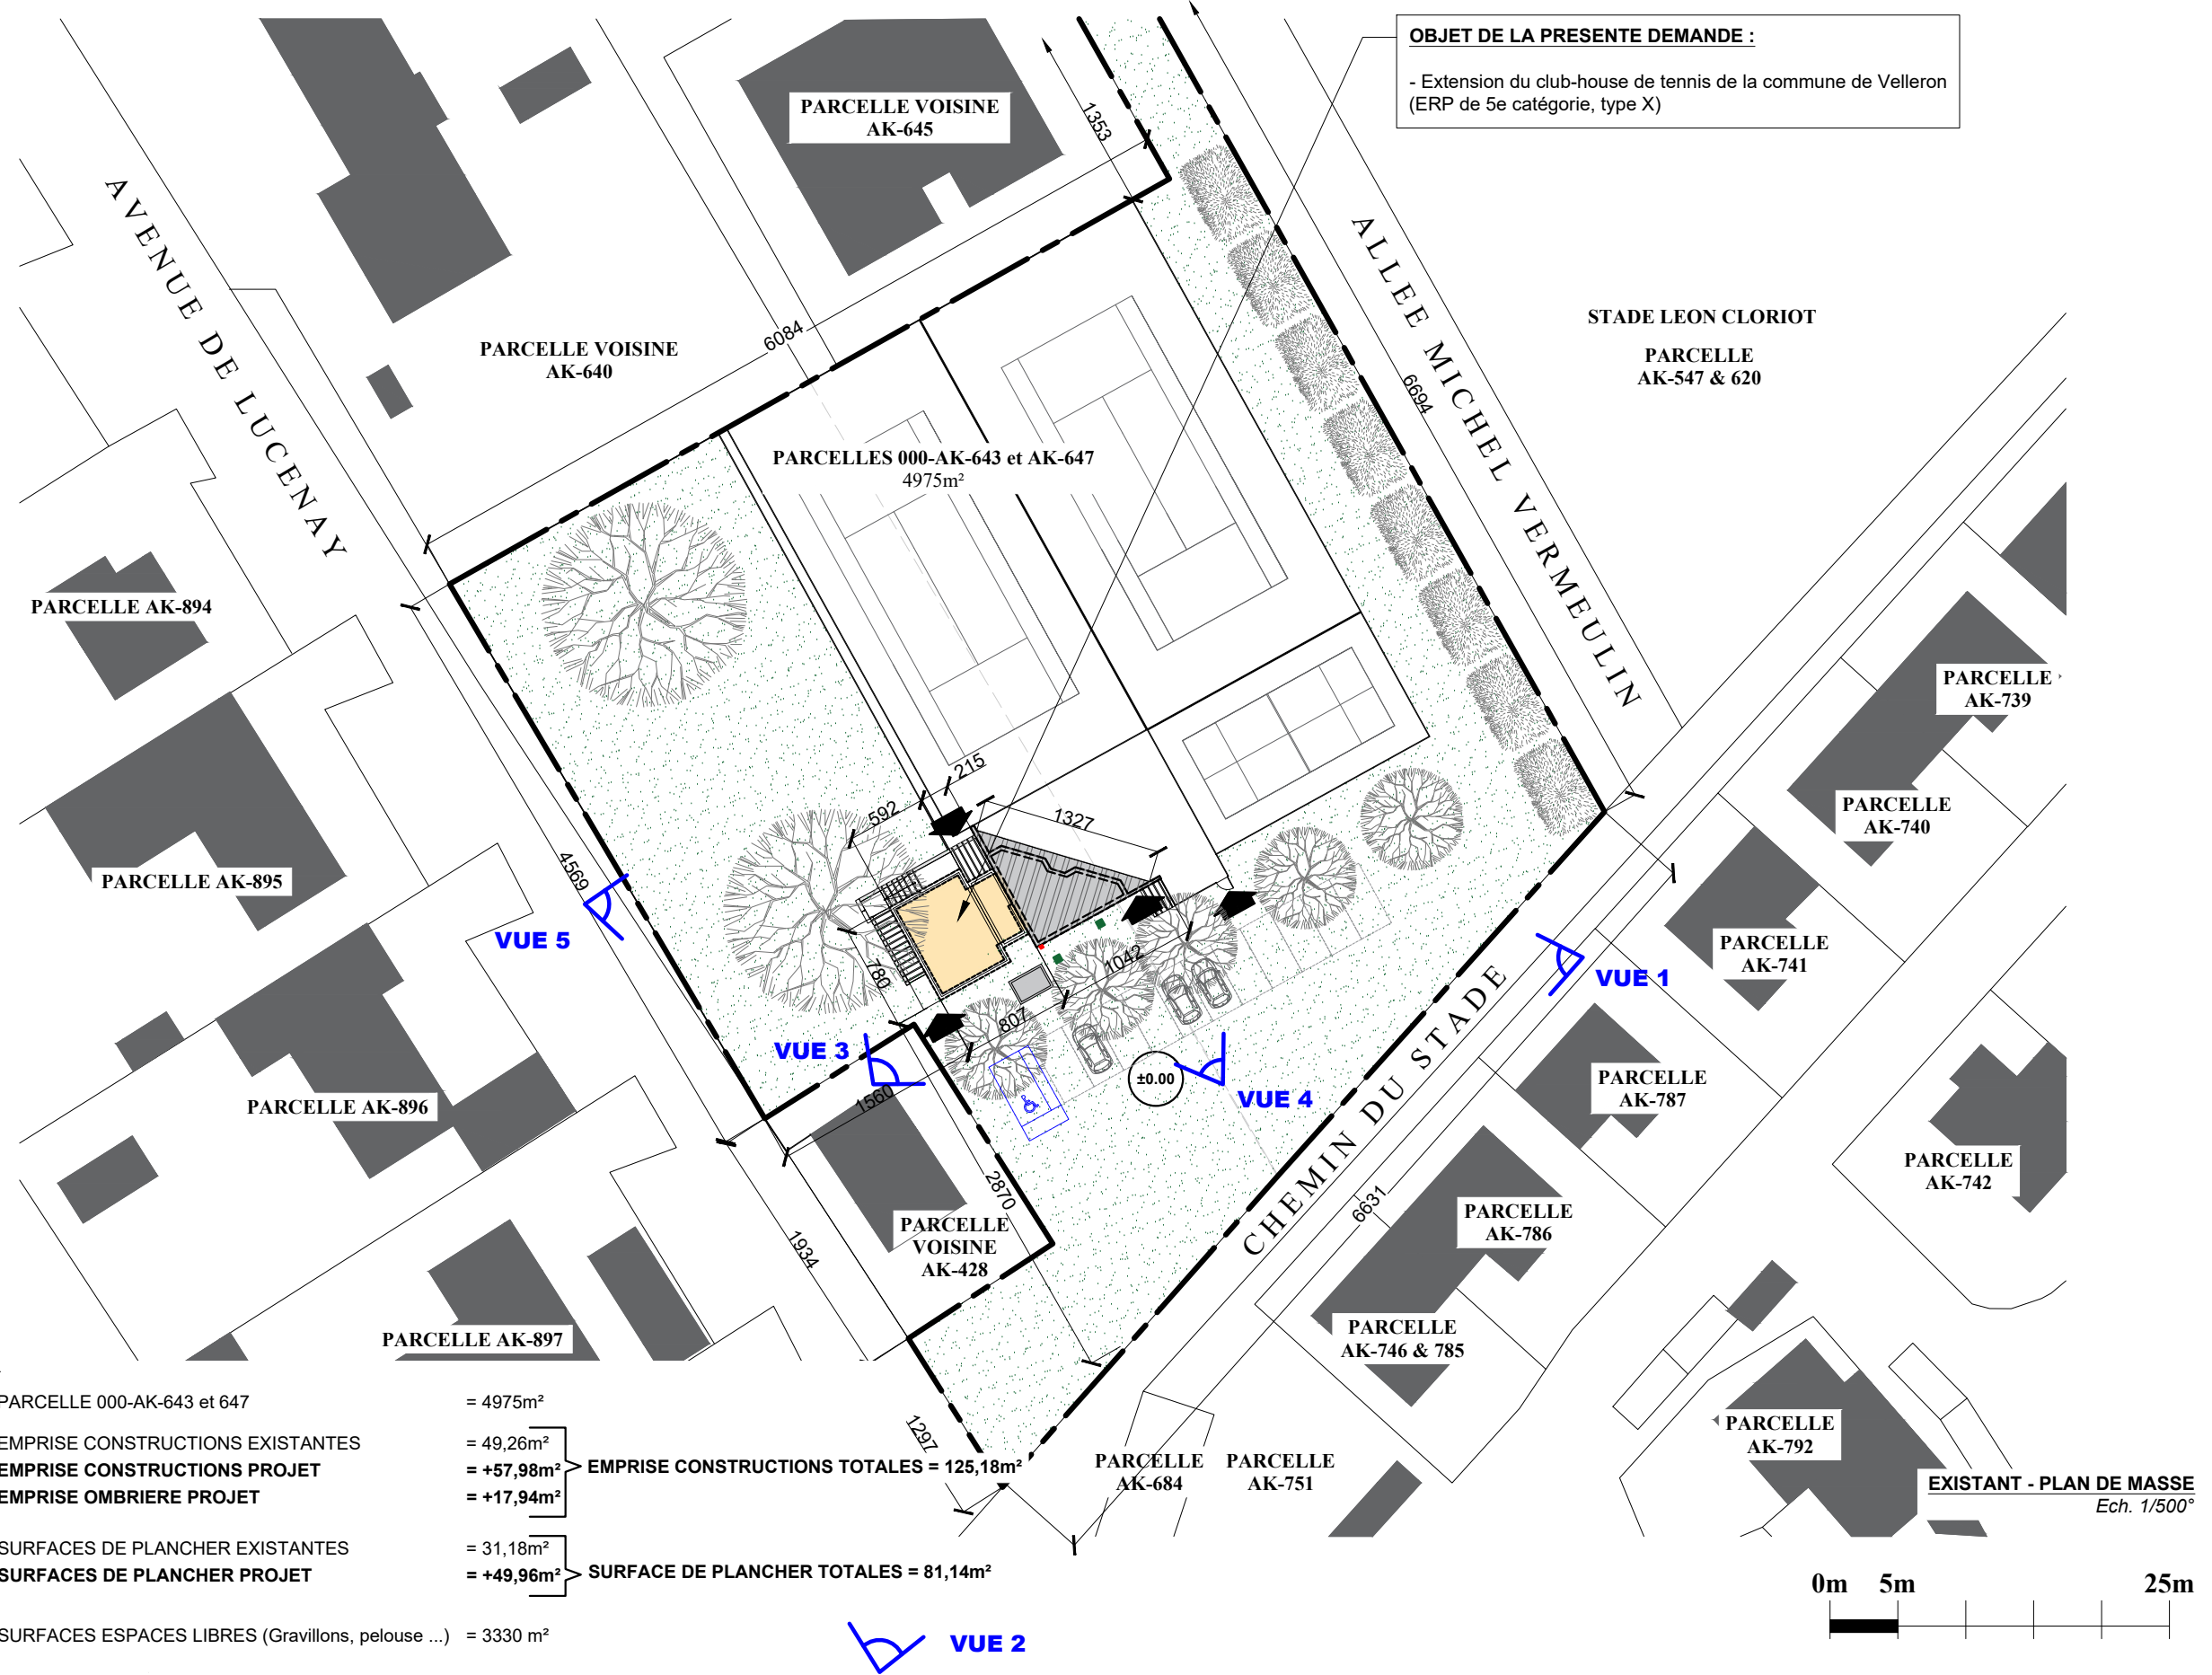 OBJET DE LA PRESENTE DEMANDE :
- Extension du club-house de tennis de la commune de Velleron
(ERP de 5e catégorie, type X)
PARCELLE VOISINE
AK-645
1353
AVENUE DE LUCENAY
ALLEE MICHEL VERMEULIN
STADE LEON CLORIOT
PARCELLE
AK-547 & 620
PARCELLE VOISINE
AK-640
6084
6694
PARCELLES 000-AK-643 et AK-647
4975m²
PARCELLE AK-894
PARCELLE
AK-739
215
592
1327
PARCELLE
AK-740
PARCELLE AK-895
4569
VUE 5
PARCELLE
AK-741
VUE 1
780
1042
807
VUE 3
±0.00
VUE 4
1560
PARCELLE AK-896
PARCELLE
AK-787
CHEMIN DU STADE
PARCELLE
AK-742
2870
6631
PARCELLE
AK-786
PARCELLE
VOISINE
AK-428
1934
PARCELLE AK-897
PARCELLE
AK-746 & 785
PARCELLE 000-AK-643 et 647 = 4975m²
EMPRISE CONSTRUCTIONS EXISTANTES = 49,26m²
EMPRISE CONSTRUCTIONS PROJET = +57,98m²
EMPRISE OMBRIERE PROJET = +17,94m²
EMPRISE CONSTRUCTIONS TOTALES = 125,18m²
1297
PARCELLE
AK-684
PARCELLE
AK-751
PARCELLE
AK-792
EXISTANT - PLAN DE MASSE
Ech. 1/500°
SURFACES DE PLANCHER EXISTANTES = 31,18m²
SURFACES DE PLANCHER PROJET = +49,96m²
SURFACE DE PLANCHER TOTALES = 81,14m²
0m 5m 25m
SURFACES ESPACES LIBRES (Gravillons, pelouse ...) = 3330 m²
VUE 2